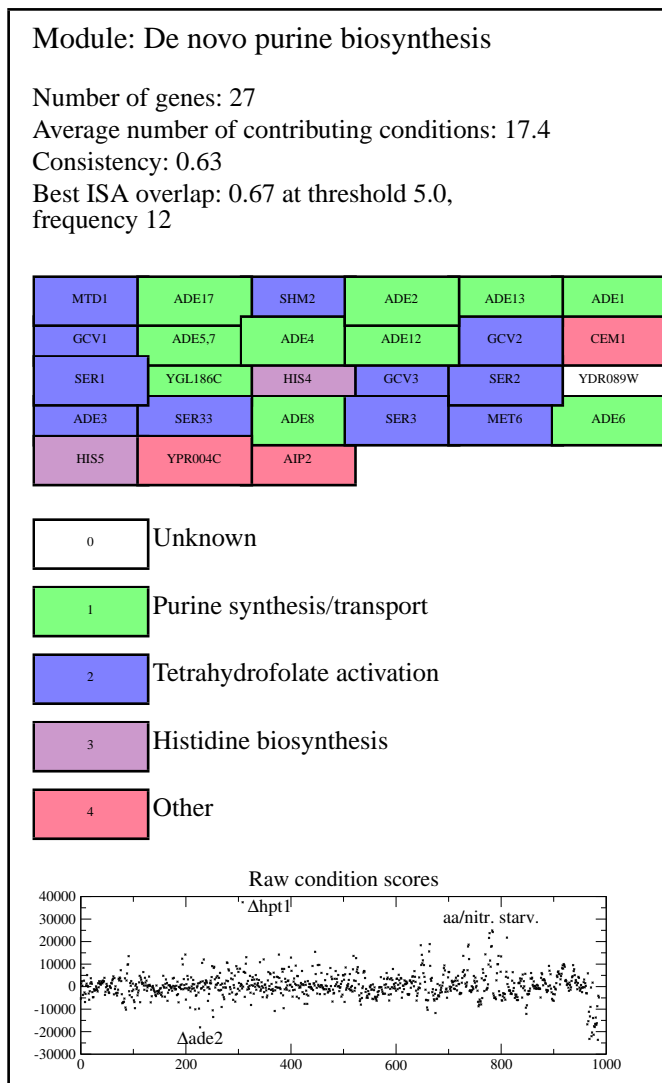 Module: De novo purine biosynthesis
Number of genes: 27
Average number of contributing conditions: 17.4
Consistency: 0.63
Best ISA overlap: 0.67 at threshold 5.0,
frequency 12
MTD1 ADE17 SHM2 ADE2 ADE13 ADE1
GCV1 ADE5,7 ADE4 ADE12 GCV2 CEM1
SER1 YGL186C HIS4 GCV3 SER2 YDR089W
ADE3 SER33 ADE8 SER3 MET6 ADE6
HIS5 YPR004C AIP2
0 Unknown
1 Purine synthesis/transport
2 Tetrahydrofolate activation
3 Histidine biosynthesis
4 Other
Raw condition scores
40000
30000
20000
10000
0
-10000
-20000
-30000
Δhpt1
aa/nitr. starv.
Δade2
0 200 400 600 800 1000